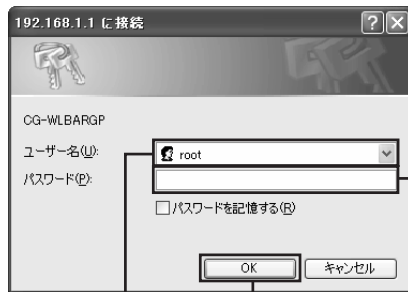 192.168.1.1 に接続
CG-WLBARGP
ユーザー名(U):
root
パスワード(P):
パスワードを記憶する(R)
OK
キャンセル